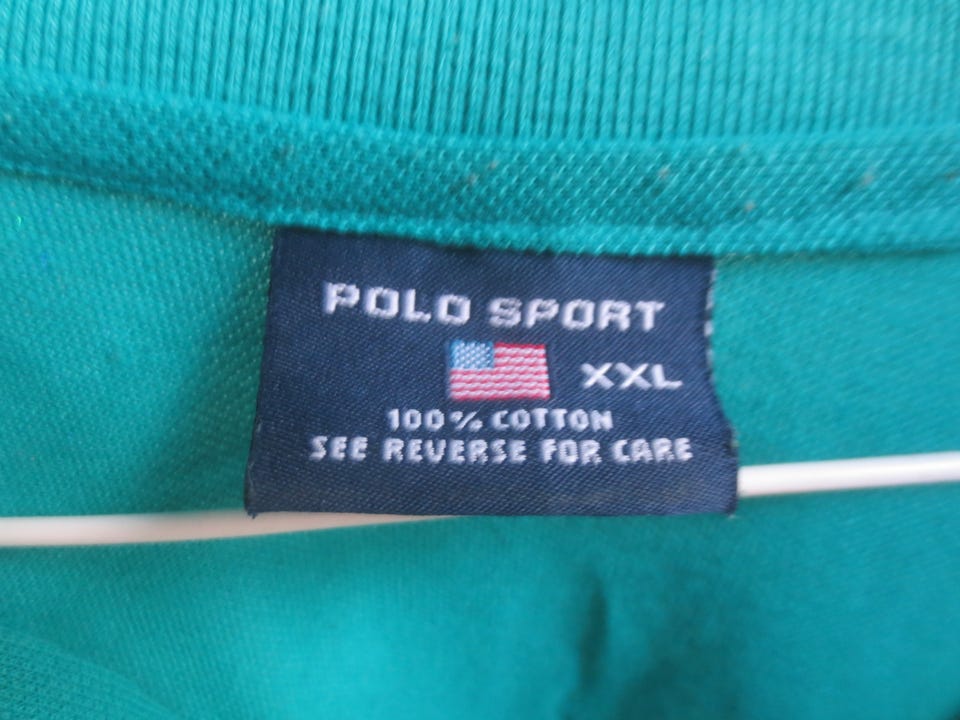 POLO SPORT
XXL
100% COTTON
SEE REVERSE FOR CARE